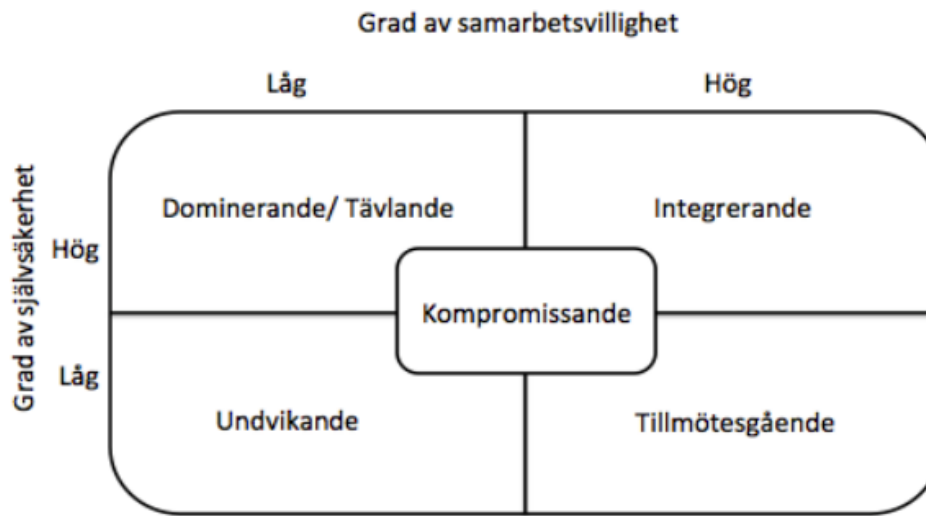 Grad av samarbetsvillighet
Låg
Hög
Grad av självsäkerhet
Hög
Dominerande/ Tävlande
Integrerande
Kompromissande
Låg
Undvikande
Tillmötesgående